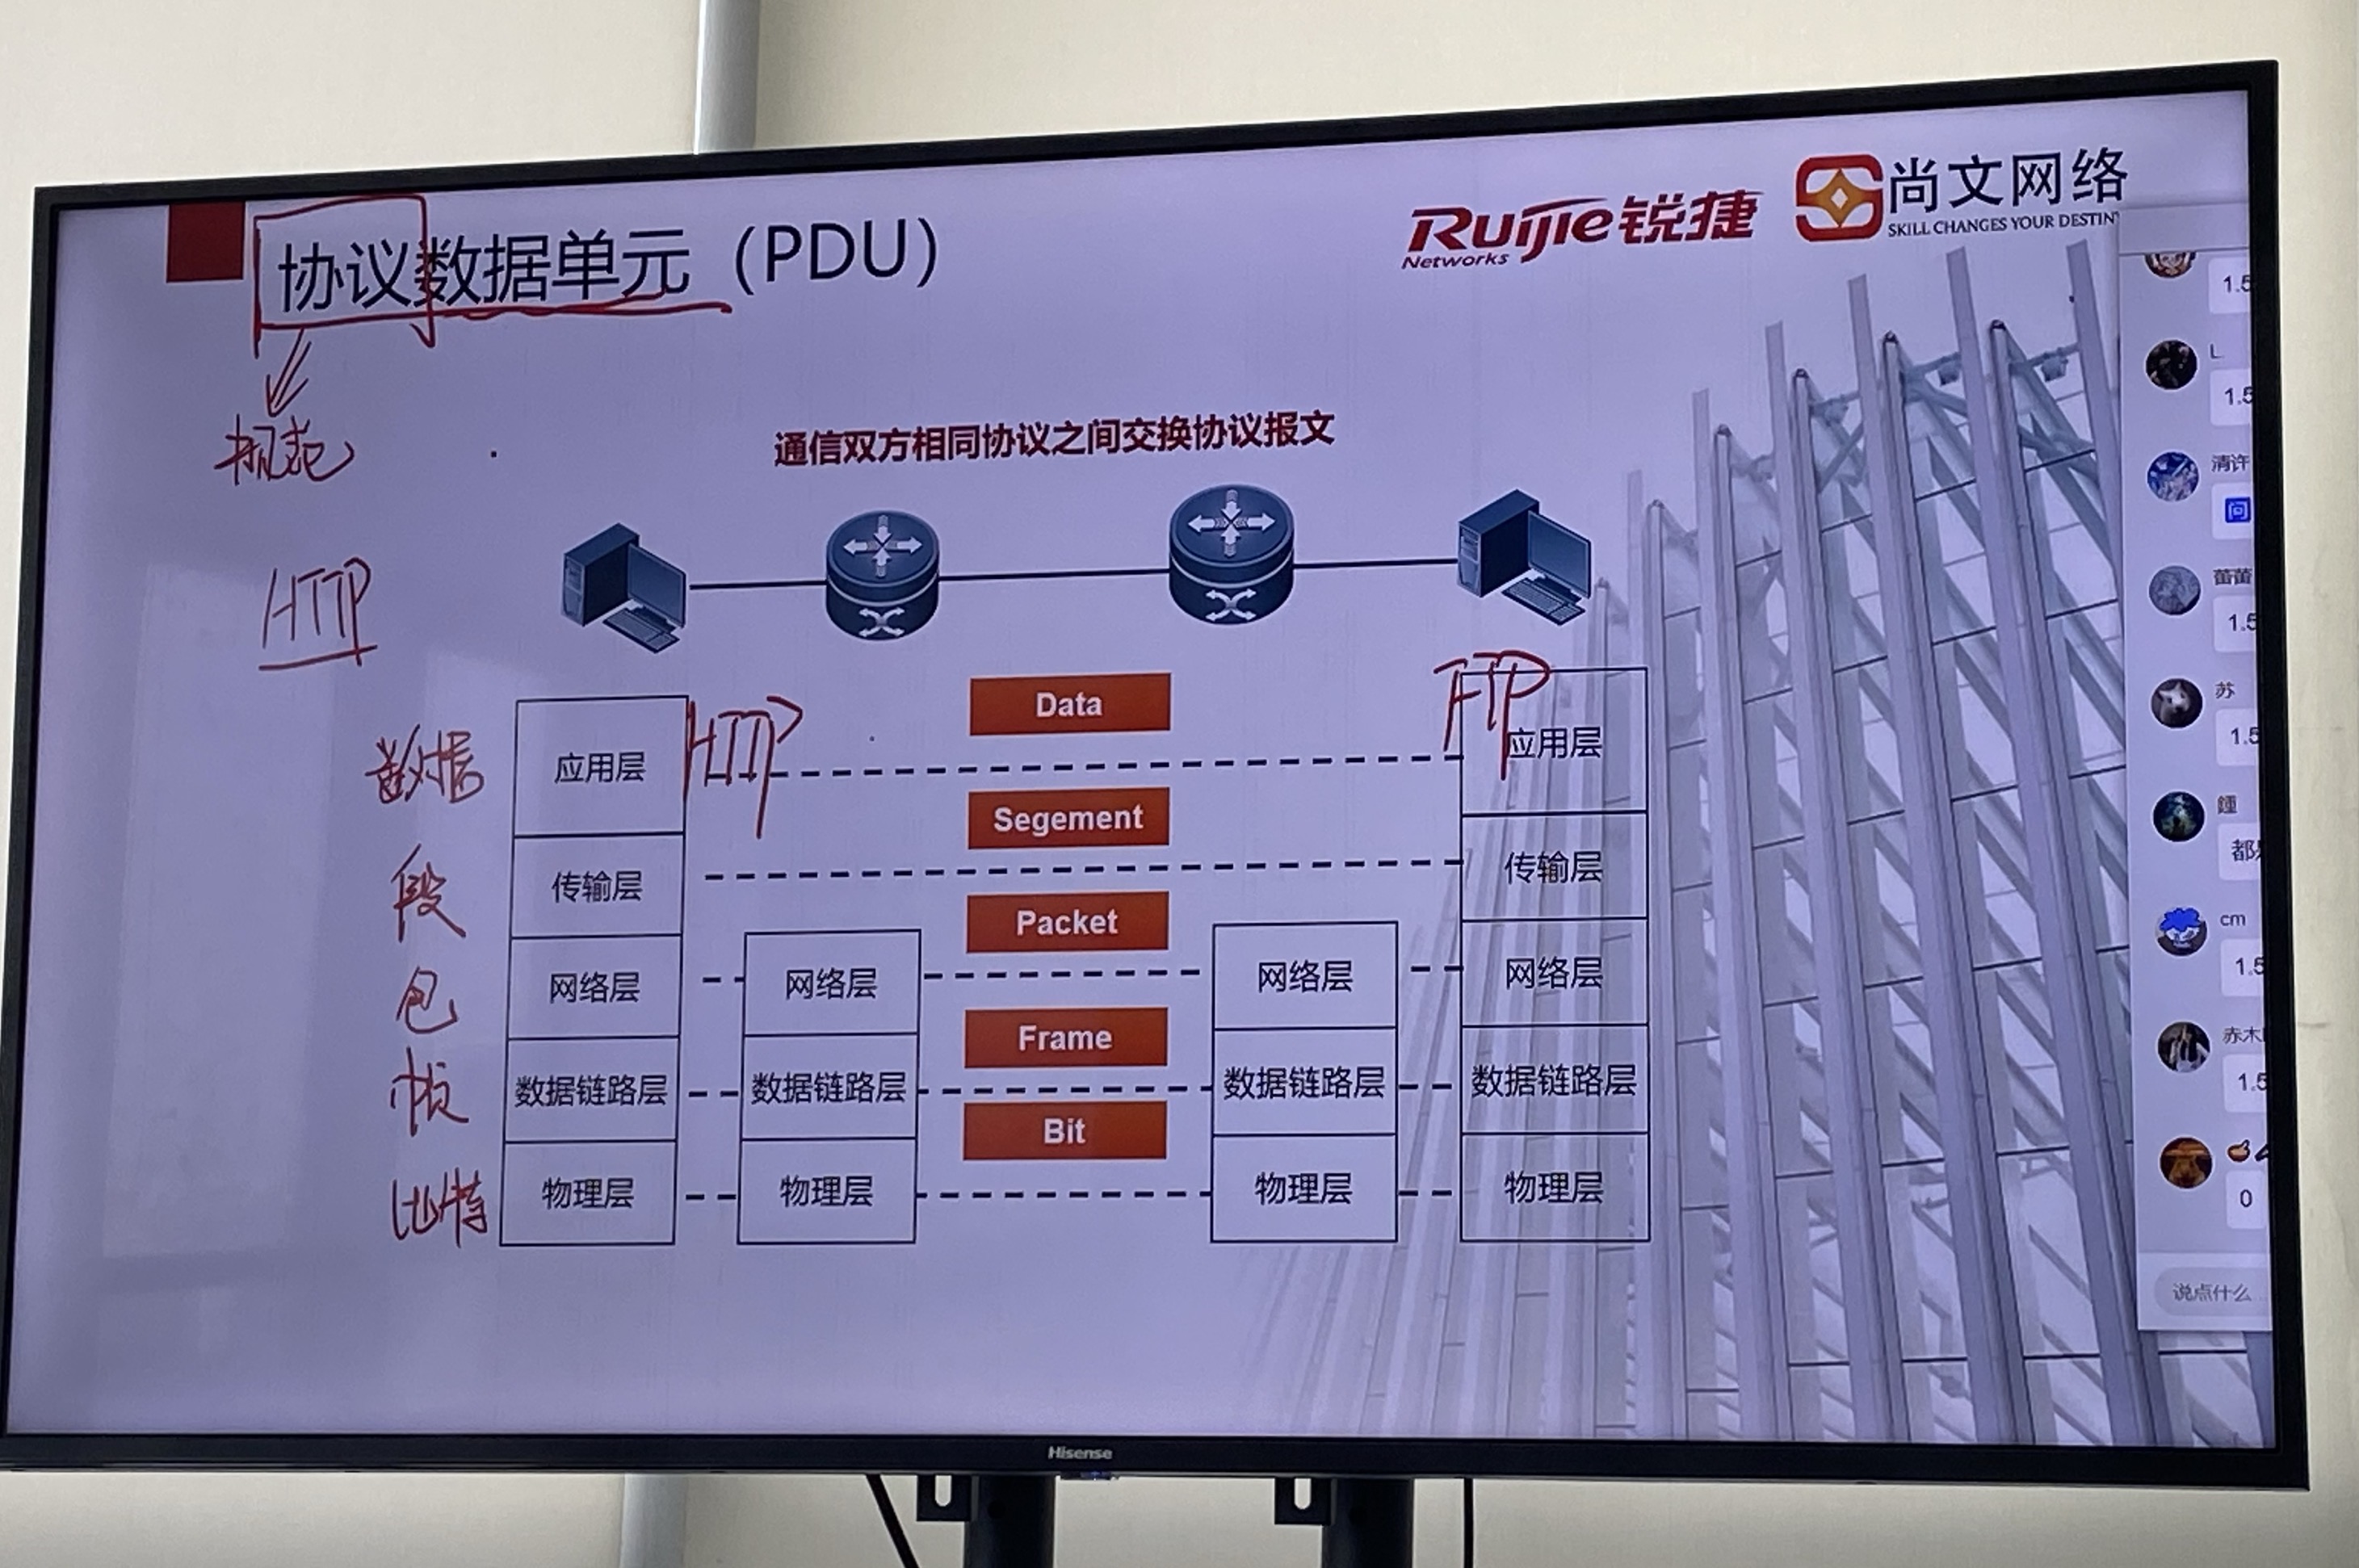 协议数据单元（PDU）
Ruijie锐捷
Networks
尚文网络
SKILL CHANGES YOUR DESTIN
规范
通信双方相同协议之间交换协议报文
HTTP
HTTP
FTP
数据
应用层
Data
应用层
段
传输层
Segement
传输层
包
网络层
网络层
Packet
网络层
网络层
帧
数据链路层
数据链路层
Frame
数据链路层
数据链路层
比特
物理层
物理层
Bit
物理层
物理层
1.5
L
1.5
清许
问
1.5
苏
1.5
cm
1.5
赤木
1.5
0
说点什么...
Hisense